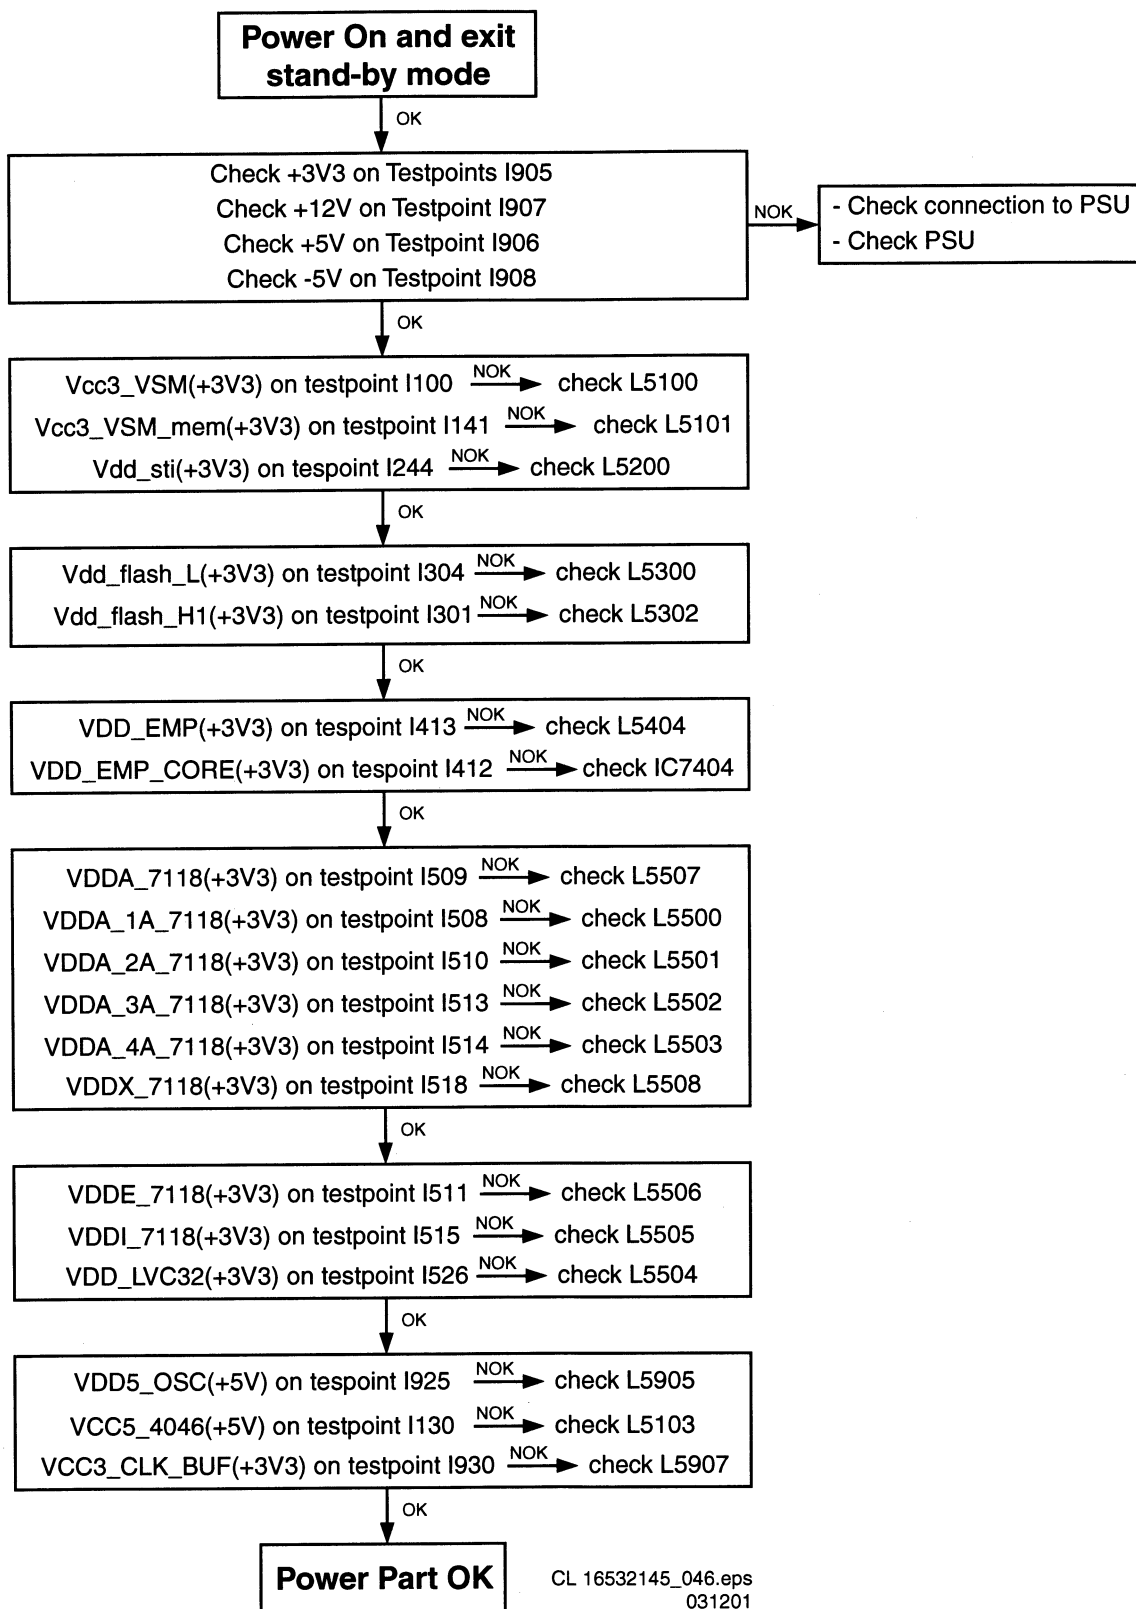 Power On and exit
stand-by mode
OK
Check +3V3 on Testpoints I905
Check +12V on Testpoint I907
Check +5V on Testpoint I906
Check -5V on Testpoint I908
NOK
- Check connection to PSU
- Check PSU
OK
Vcc3_VSM(+3V3) on testpoint I100 NOK check L5100
Vcc3_VSM_mem(+3V3) on testpoint I141 NOK check L5101
Vdd_sti(+3V3) on tespoint I244 NOK check L5200
OK
Vdd_flash_L(+3V3) on testpoint I304 NOK check L5300
Vdd_flash_H1(+3V3) on testpoint I301 NOK check L5302
OK
VDD_EMP(+3V3) on tespoint I413 NOK check L5404
VDD_EMP_CORE(+3V3) on tespoint I412 NOK check IC7404
OK
VDDA_7118(+3V3) on testpoint I509 NOK check L5507
VDDA_1A_7118(+3V3) on testpoint I508 NOK check L5500
VDDA_2A_7118(+3V3) on testpoint I510 NOK check L5501
VDDA_3A_7118(+3V3) on testpoint I513 NOK check L5502
VDDA_4A_7118(+3V3) on testpoint I514 NOK check L5503
VDDX_7118(+3V3) on testpoint I518 NOK check L5508
OK
VDDE_7118(+3V3) on testpoint I511 NOK check L5506
VDDI_7118(+3V3) on testpoint I515 NOK check L5505
VDD_LVC32(+3V3) on testpoint I526 NOK check L5504
OK
VDD5_OSC(+5V) on tespoint I925 NOK check L5905
VCC5_4046(+5V) on testpoint I130 NOK check L5103
VCC3_CLK_BUF(+3V3) on testpoint I930 NOK check L5907
OK
Power Part OK
CL 16532145_046.eps
031201